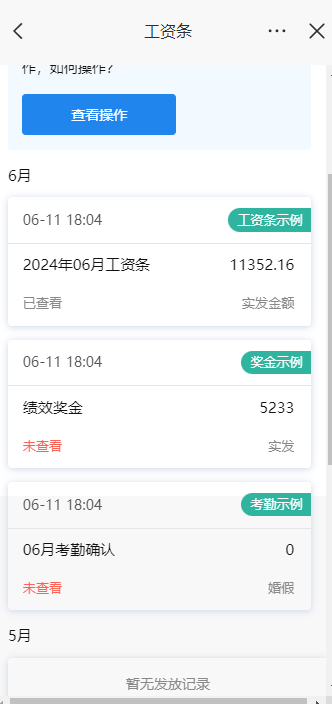 工资条
作，如何操作？
查看操作
6月
06-11 18:04 工资条示例
2024年06月工资条 11352.16
已查看 实发金额
06-11 18:04 奖金示例
绩效奖金 5233
未查看 实发
06-11 18:04 考勤示例
06月考勤确认 0
未查看 婚假
5月
暂无发放记录